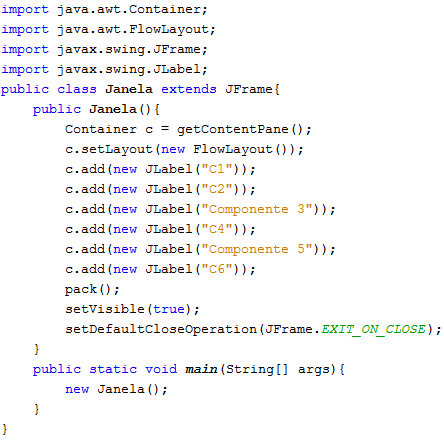 import java.awt.Container;
import java.awt.FlowLayout;
import javax.swing.JFrame;
import javax.swing.JLabel;
public class Janela extends JFrame{
    public Janela(){
        Container c = getContentPane();
        c.setLayout(new FlowLayout());
        c.add(new JLabel("C1"));
        c.add(new JLabel("C2"));
        c.add(new JLabel("Componente 3"));
        c.add(new JLabel("C4"));
        c.add(new JLabel("Componente 5"));
        c.add(new JLabel("C6"));
        pack();
        setVisible(true);
        setDefaultCloseOperation(JFrame.EXIT_ON_CLOSE);
    }
    public static void main(String[] args){
        new Janela();
    }
}